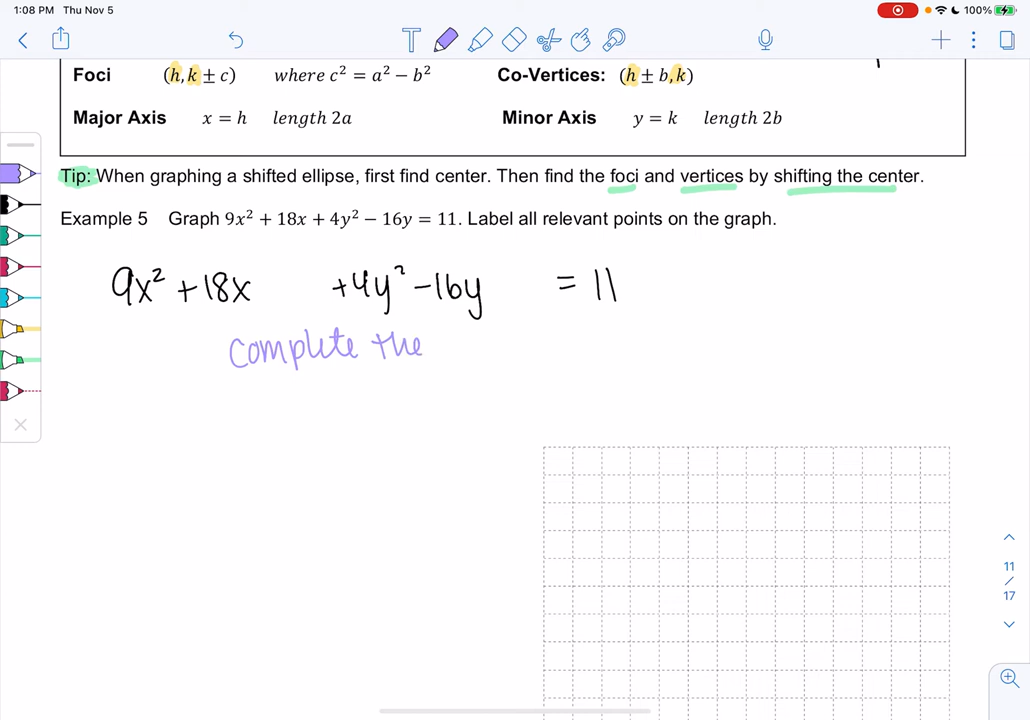 1:08 PM Thu Nov 5 100%
Foci (h, k ± c) where c² = a² − b² Co-Vertices: (h ± b, k)
Major Axis x = h length 2a Minor Axis y = k length 2b
Tip: When graphing a shifted ellipse, first find center. Then find the foci and vertices by shifting the center.
Example 5 Graph 9x² + 18x + 4y² − 16y = 11. Label all relevant points on the graph.
9x² + 18x + 4y² − 16y = 11
complete the
11
/
17